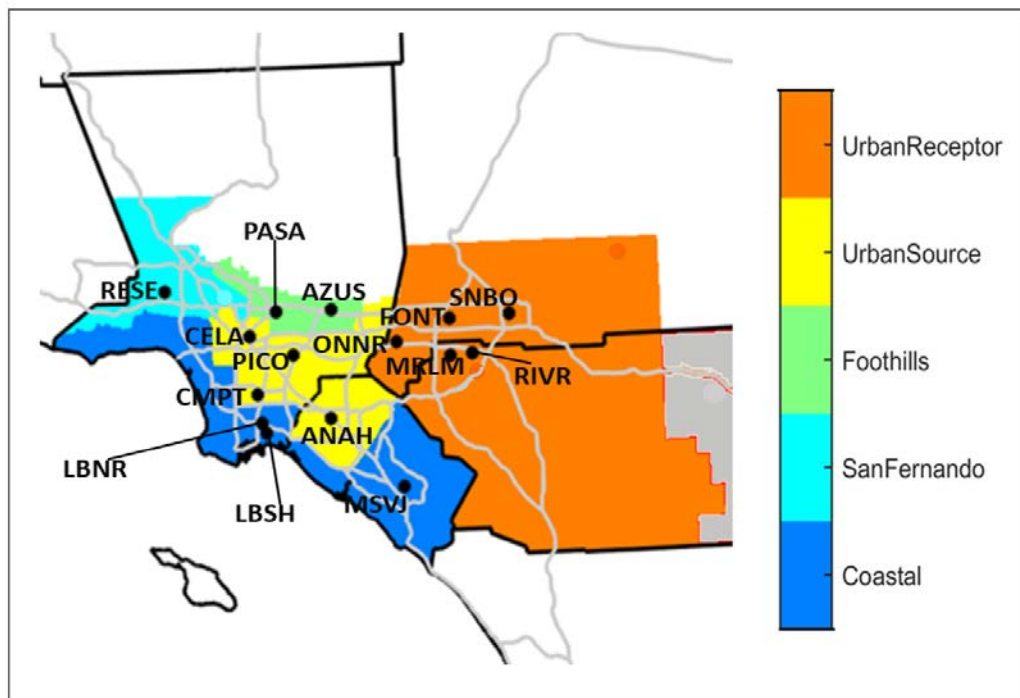 PASA
RESE
AZUS
SNBO
FONT
CELA
ONNR
PICO
MRLM
RIVR
CMPT
ANAH
LBNR
MSVJ
LBSH
UrbanReceptor
UrbanSource
Foothills
SanFernando
Coastal